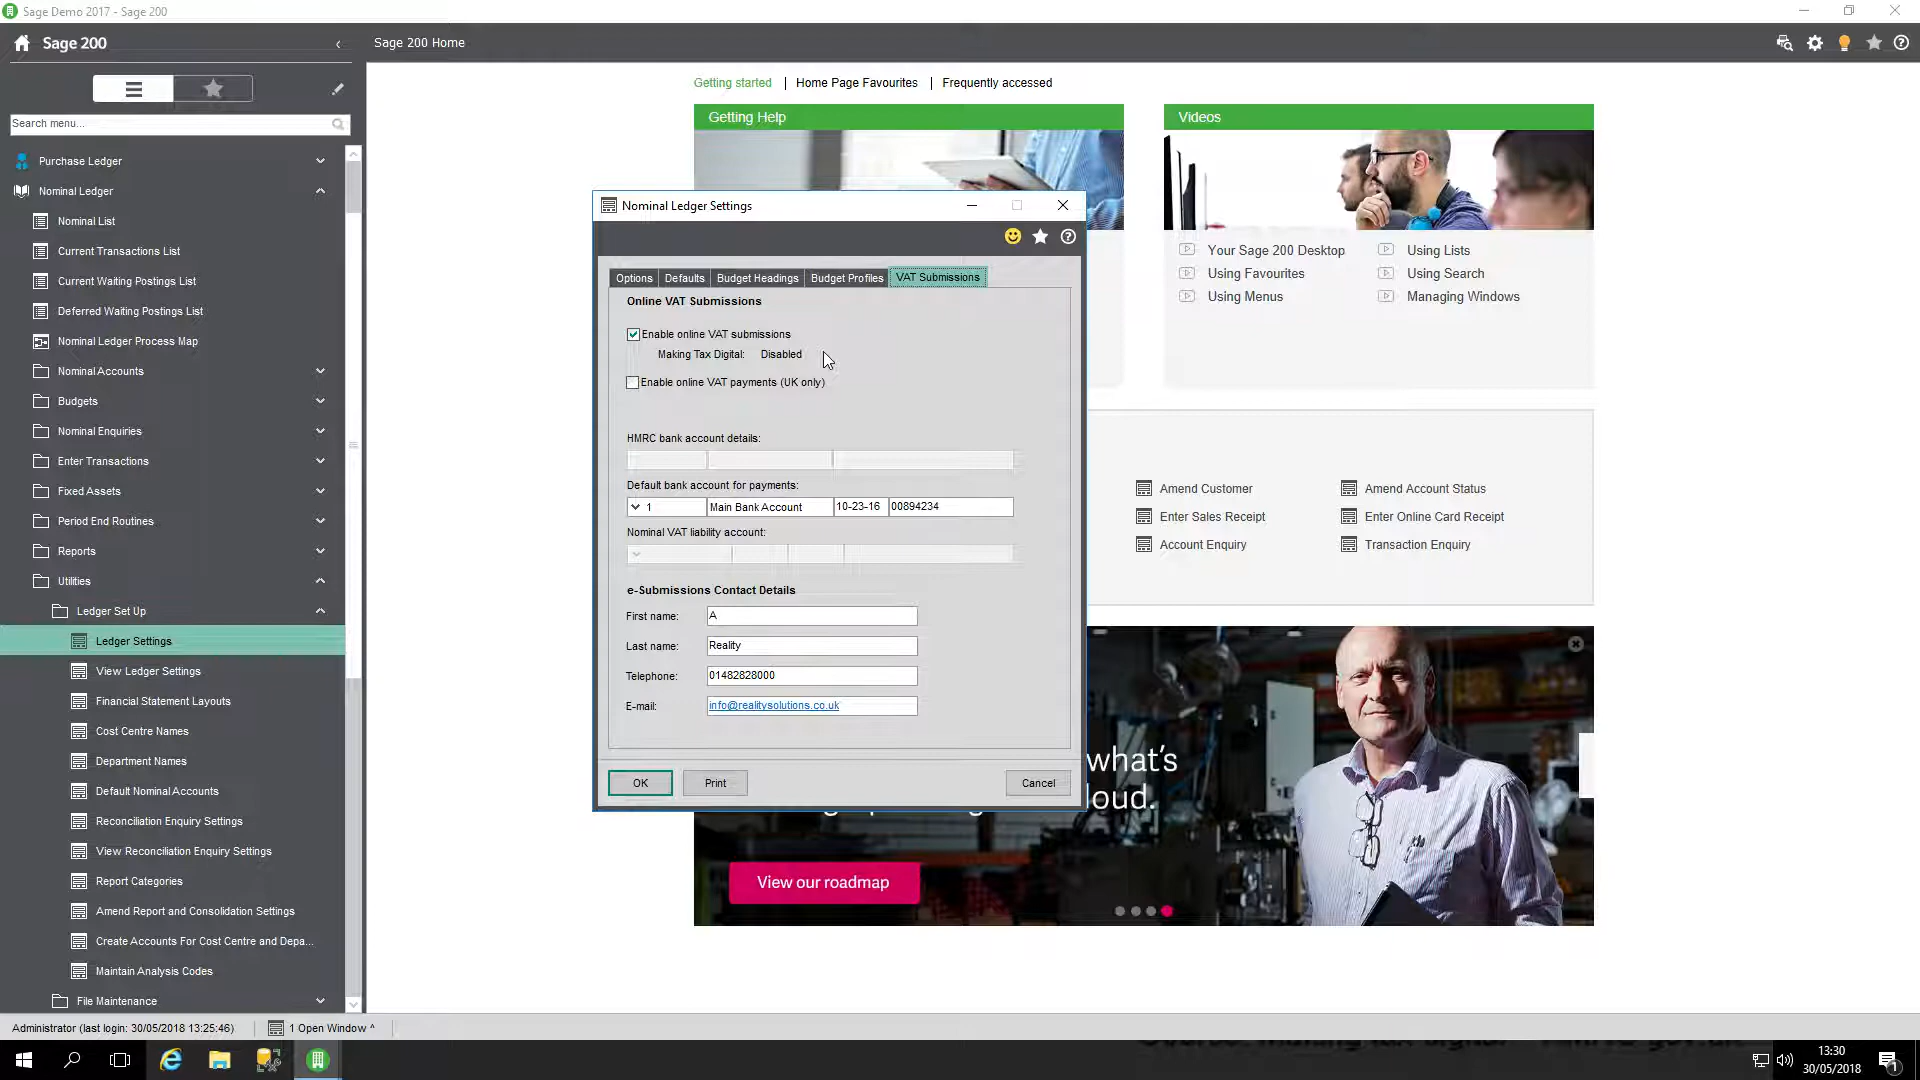 Sage Demo 2017 - Sage 200
Sage 200
Sage 200 Home
Search menu...
Purchase Ledger
Nominal Ledger
Nominal List
Current Transactions List
Current Waiting Postings List
Deferred Waiting Postings List
Nominal Ledger Process Map
Nominal Accounts
Budgets
Nominal Enquiries
Enter Transactions
Fixed Assets
Period End Routines
Reports
Utilities
Ledger Set Up
Ledger Settings
View Ledger Settings
Financial Statement Layouts
Cost Centre Names
Department Names
Default Nominal Accounts
Reconciliation Enquiry Settings
View Reconciliation Enquiry Settings
Report Categories
Amend Report and Consolidation Settings
Create Accounts For Cost Centre and Depa...
Maintain Analysis Codes
File Maintenance
Getting started | Home Page Favourites | Frequently accessed
Getting Help
Videos
Your Sage 200 Desktop
Using Lists
Using Favourites
Using Search
Using Menus
Managing Windows
Nominal Ledger Settings
Options Defaults Budget Headings Budget Profiles VAT Submissions
Online VAT Submissions
Enable online VAT submissions
Making Tax Digital: Disabled
Enable online VAT payments (UK only)
HMRC bank account details:
Default bank account for payments:
1 Main Bank Account 10-23-16 00894234
Nominal VAT liability account:
e-Submissions Contact Details
First name: A
Last name: Reality
Telephone: 01482828000
E-mail: info@realitysolutions.co.uk
OK Print Cancel
Amend Customer
Amend Account Status
Enter Sales Receipt
Enter Online Card Receipt
Account Enquiry
Transaction Enquiry
what's
loud.
View our roadmap
Administrator (last login: 30/05/2018 13:25:46)
1 Open Window ^
13:30
30/05/2018
1